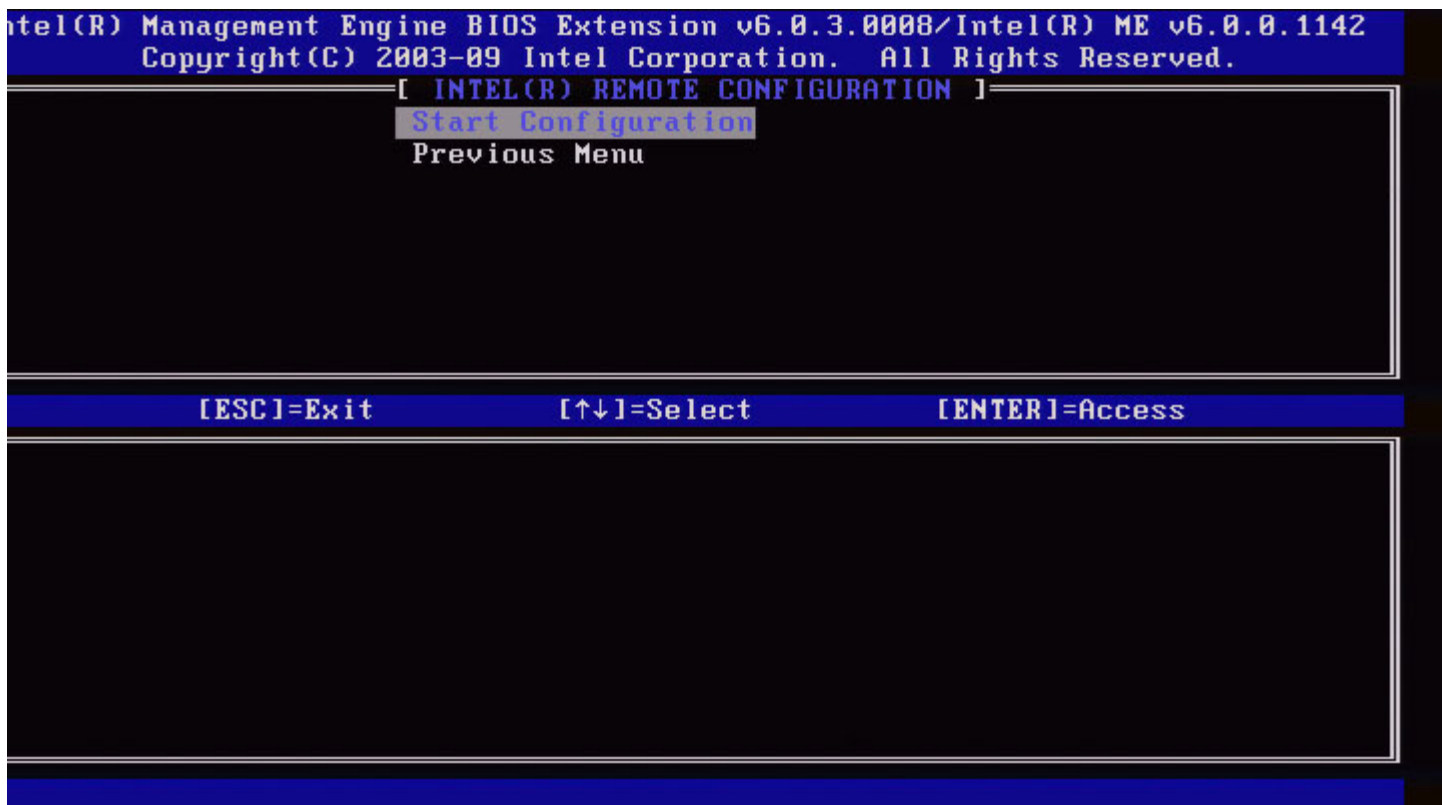 ntel(R) Management Engine BIOS Extension v6.0.3.0008/Intel(R) ME v6.0.0.1142
Copyright(C) 2003-09 Intel Corporation. All Rights Reserved.
[ INTEL(R) REMOTE CONFIGURATION ]
Start Configuration
Previous Menu
[ESC]=Exit [↑↓]=Select [ENTER]=Access